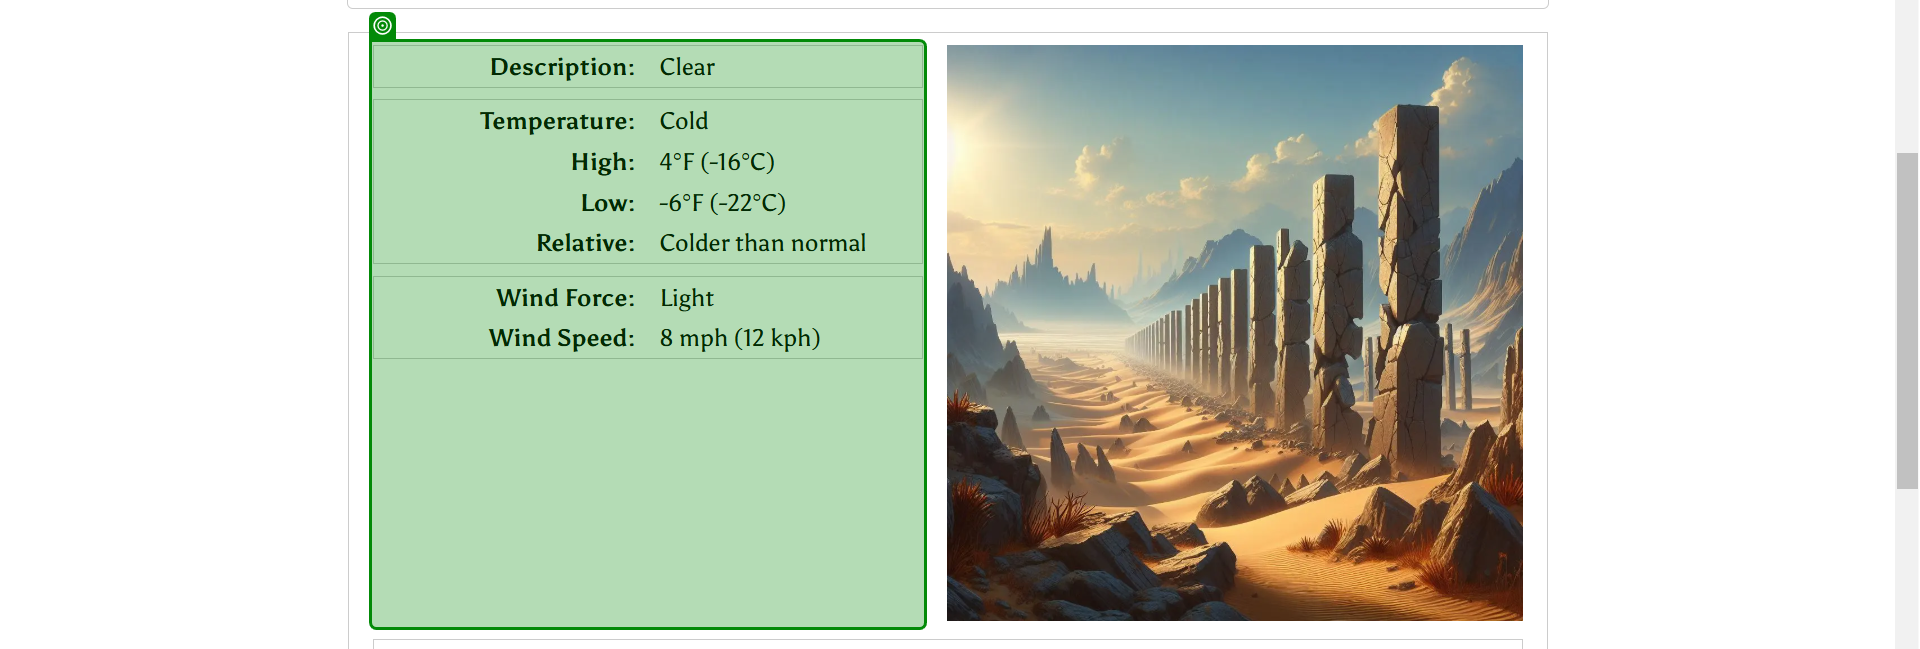 Description: Clear
Temperature: Cold
High: 4°F (-16°C)
Low: -6°F (-22°C)
Relative: Colder than normal
Wind Force: Light
Wind Speed: 8 mph (12 kph)